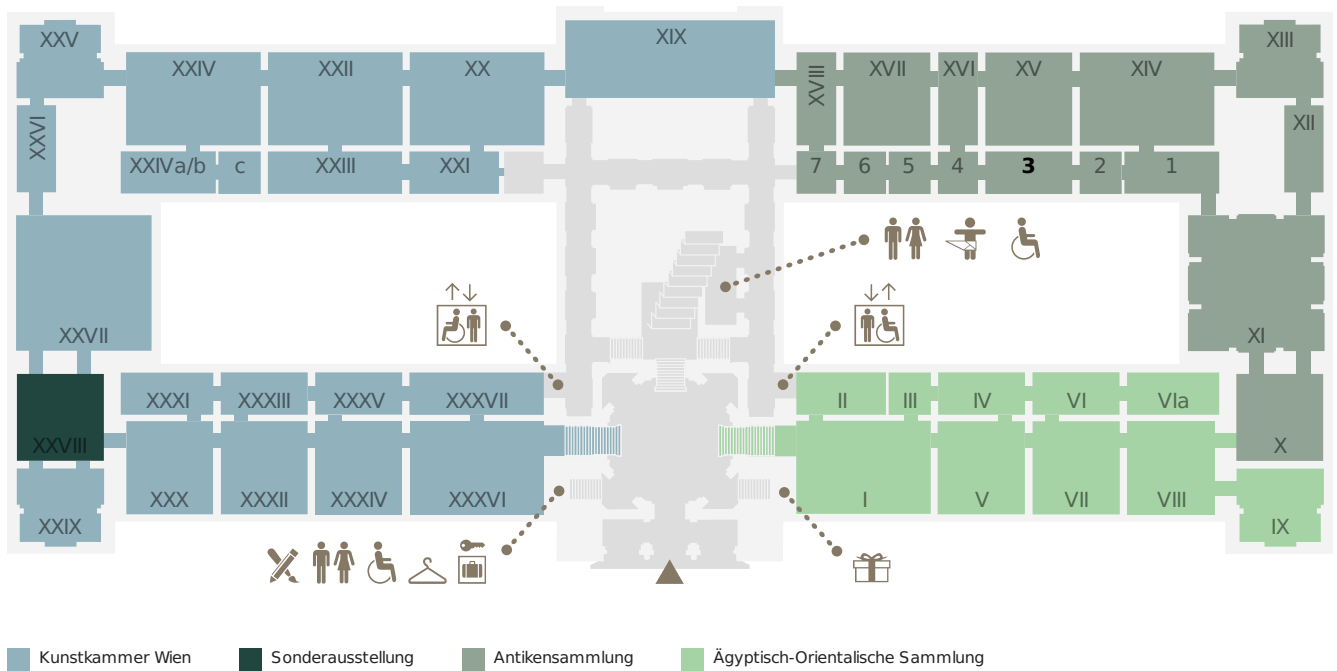 XXV
XXIV
XXII
XX
XIX
XVIII
XVII
XVI
XV
XIV
XIII
XXVI
XII
XXIVa/b
c
XXIII
XXI
7
6
5
4
3
2
1
XXVII
XI
XXXI
XXXIII
XXXV
XXXVII
II
III
IV
VI
VIa
XXVIII
X
XXX
XXXII
XXXIV
XXXVI
I
V
VII
VIII
XXIX
IX
Kunstkammer Wien
Sonderausstellung
Antikensammlung
Ägyptisch-Orientalische Sammlung